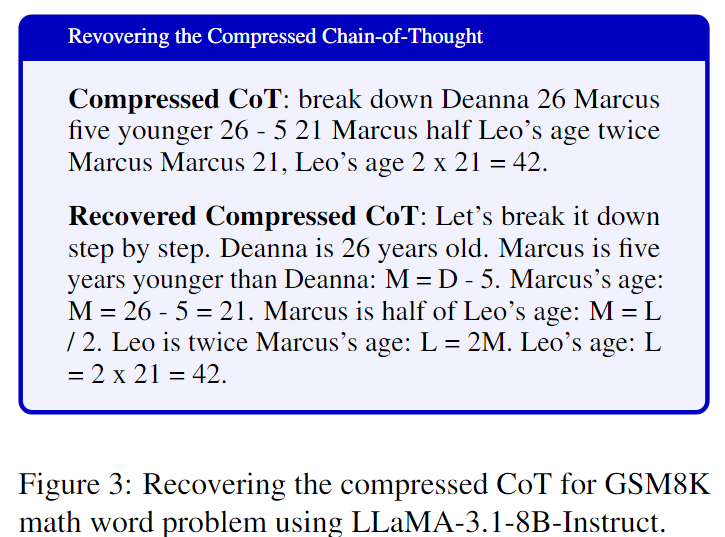 Revovering the Compressed Chain-of-Thought
Compressed CoT: break down Deanna 26 Marcus
five younger 26 - 5 21 Marcus half Leo's age twice
Marcus Marcus 21, Leo's age 2 x 21 = 42.
Recovered Compressed CoT: Let's break it down
step by step. Deanna is 26 years old. Marcus is five
years younger than Deanna: M = D - 5. Marcus's age:
M = 26 - 5 = 21. Marcus is half of Leo's age: M = L
/ 2. Leo is twice Marcus's age: L = 2M. Leo's age: L
= 2 x 21 = 42.
Figure 3: Recovering the compressed CoT for GSM8K
math word problem using LLaMA-3.1-8B-Instruct.